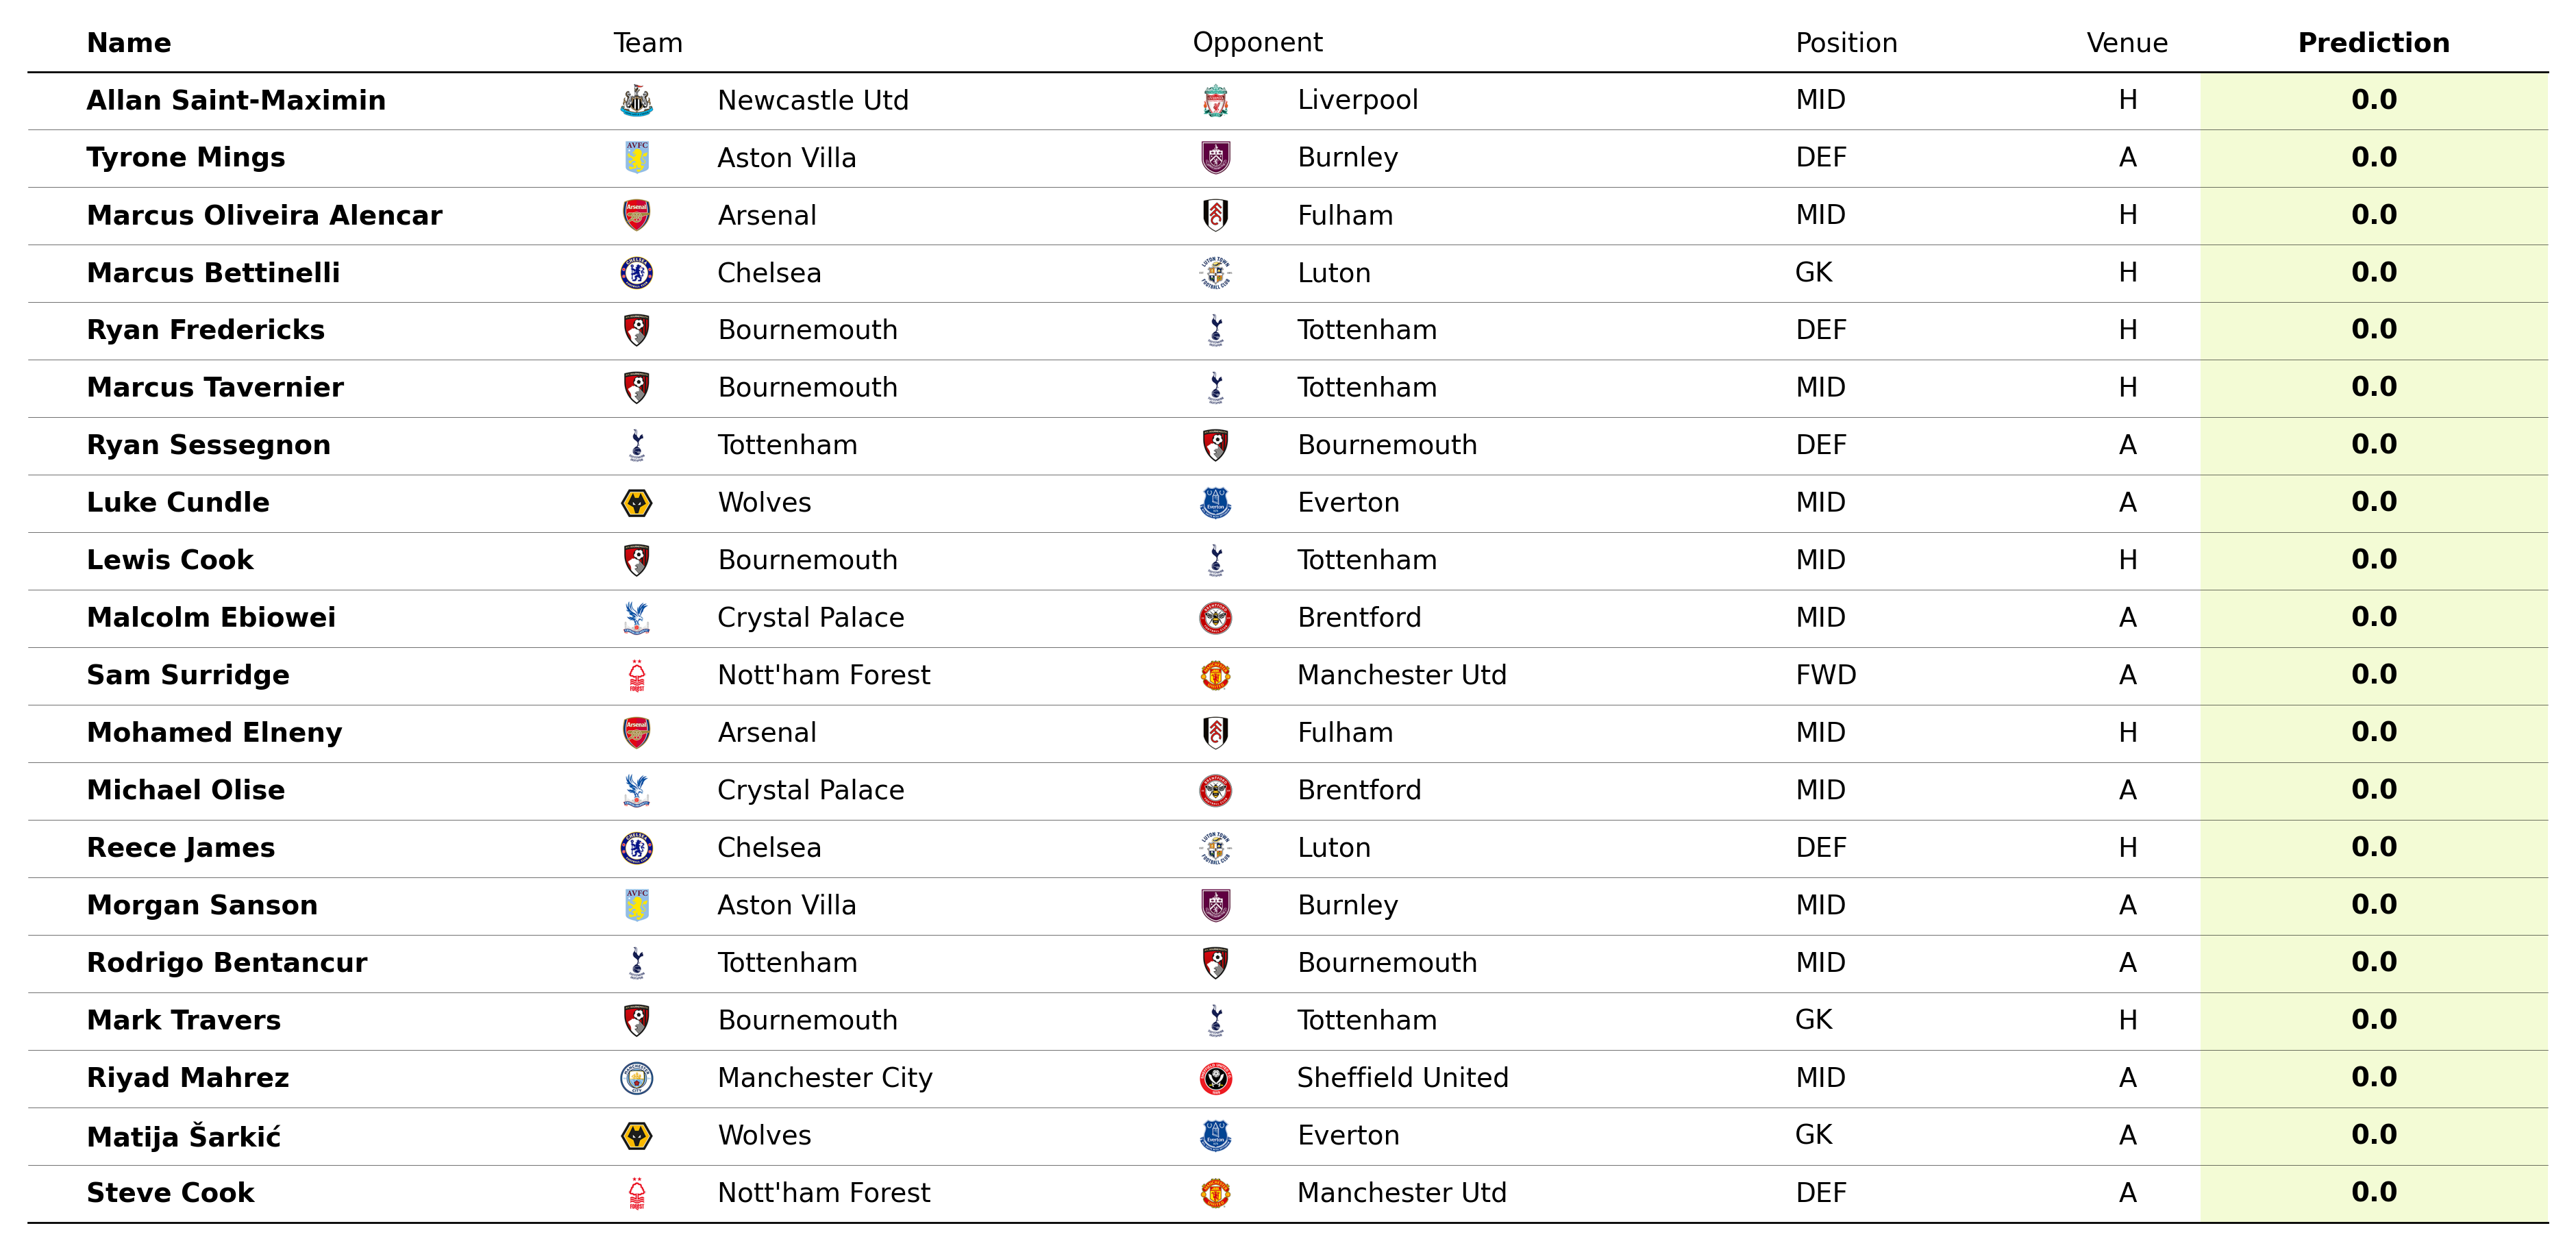 Name Team Opponent Position Venue Prediction
Allan Saint-Maximin Newcastle Utd Liverpool MID H 0.0
Tyrone Mings Aston Villa Burnley DEF A 0.0
Marcus Oliveira Alencar Arsenal Fulham MID H 0.0
Marcus Bettinelli Chelsea Luton GK H 0.0
Ryan Fredericks Bournemouth Tottenham DEF H 0.0
Marcus Tavernier Bournemouth Tottenham MID H 0.0
Ryan Sessegnon Tottenham Bournemouth DEF A 0.0
Luke Cundle Wolves Everton MID A 0.0
Lewis Cook Bournemouth Tottenham MID H 0.0
Malcolm Ebiowei Crystal Palace Brentford MID A 0.0
Sam Surridge Nott'ham Forest Manchester Utd FWD A 0.0
Mohamed Elneny Arsenal Fulham MID H 0.0
Michael Olise Crystal Palace Brentford MID A 0.0
Reece James Chelsea Luton DEF H 0.0
Morgan Sanson Aston Villa Burnley MID A 0.0
Rodrigo Bentancur Tottenham Bournemouth MID A 0.0
Mark Travers Bournemouth Tottenham GK H 0.0
Riyad Mahrez Manchester City Sheffield United MID A 0.0
Matija Šarkić Wolves Everton GK A 0.0
Steve Cook Nott'ham Forest Manchester Utd DEF A 0.0